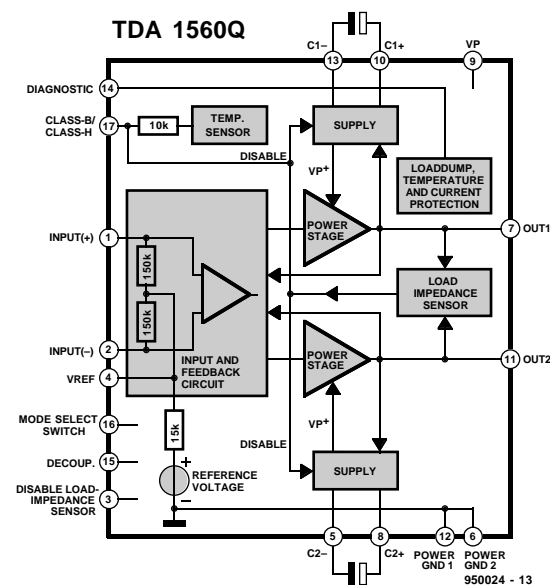 TDA 1560Q
C1–
C1+
VP
13
10
9
DIAGNOSTIC
14
CLASS-B/
CLASS-H
17
10k
TEMP.
SENSOR
SUPPLY
DISABLE
VP+
LOADDUMP,
TEMPERATURE
AND CURRENT
PROTECTION
INPUT(+)
1
150k
POWER
STAGE
7
OUT1
LOAD
IMPEDANCE
SENSOR
150k
INPUT(–)
2
VREF
4
INPUT AND
FEEDBACK
CIRCUIT
POWER
STAGE
11
OUT2
MODE SELECT
SWITCH
16
15k
VP+
DISABLE
DECOUP.
15
REFERENCE
VOLTAGE
+
–
SUPPLY
DISABLE LOAD-
IMPEDANCE
SENSOR
3
5
8
12
6
C2–
C2+
POWER
GND 1
POWER
GND 2
950024 - 13